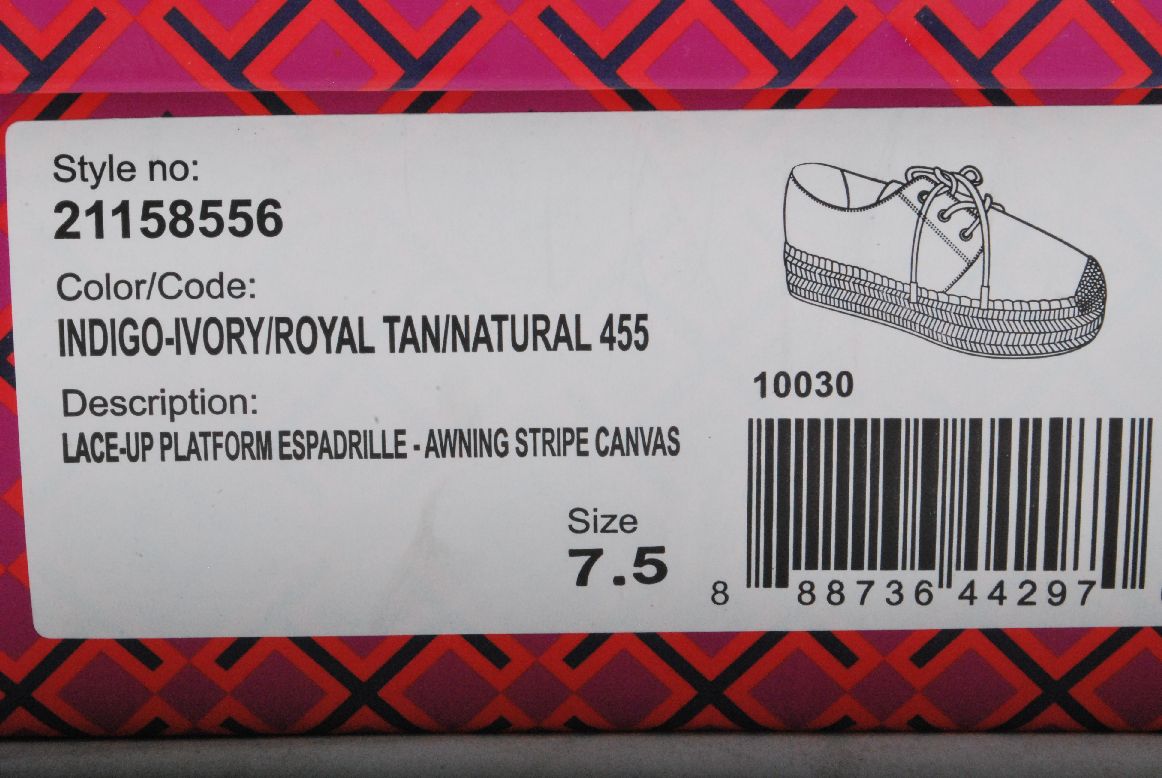 Style no:
21158556
Color/Code:
INDIGO-IVORY/ROYAL TAN/NATURAL 455
Description:
LACE-UP PLATFORM ESPADRILLE - AWNING STRIPE CANVAS
Size
7.5
10030
8 88736 44297